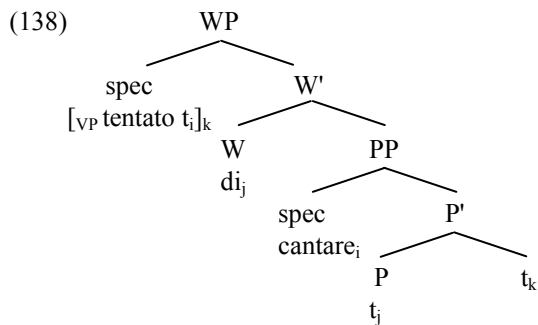 (138) WP
spec W'
[VP tentato ti]k
W PP
dij
spec P'
cantarei
P tk
tj